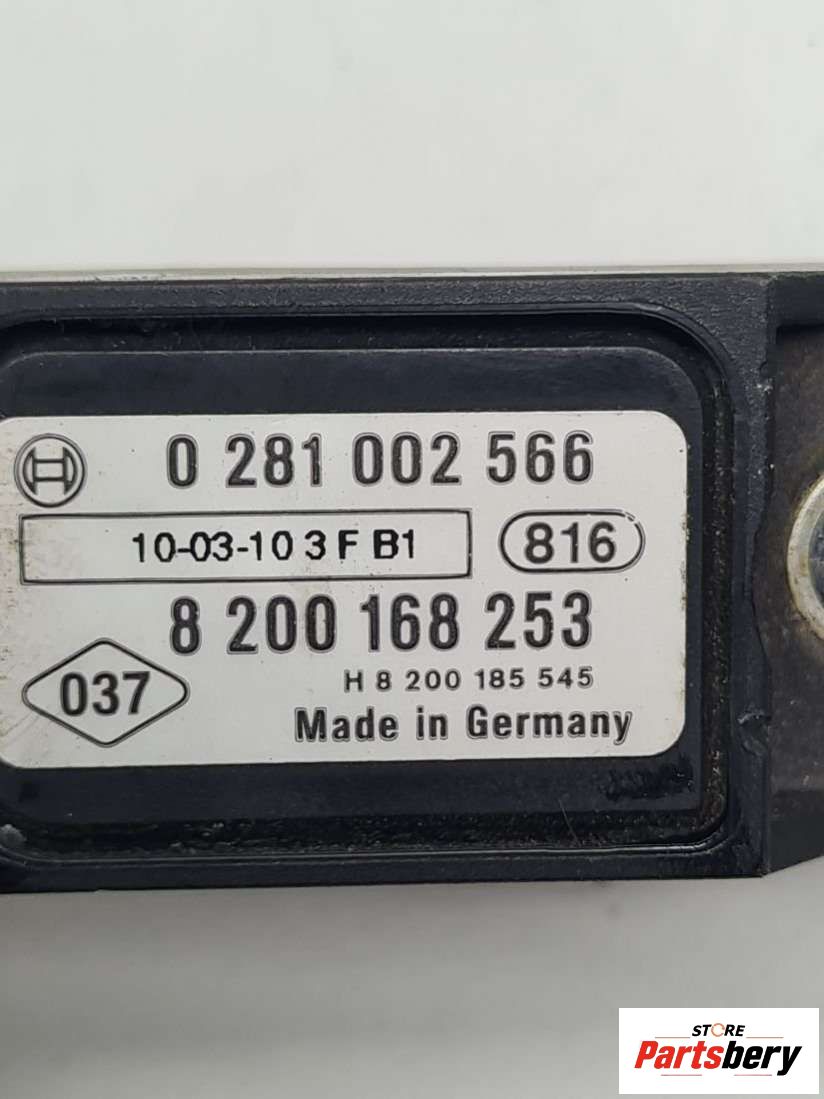 0 281 002 566
10-03-10 3 F B1
816
8 200 168 253
037
H 8 200 185 545
Made in Germany
STORE
Partsbery